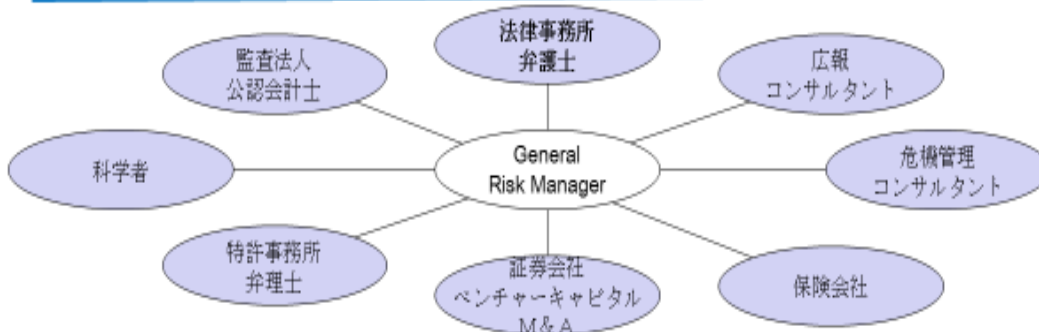 法律事務所
弁護士
監査法人
公認会計士
広報
コンサルタント
科学者
General
Risk Manager
危機管理
コンサルタント
特許事務所
弁理士
証券会社
ベンチャーキャピタル
M&A
保険会社